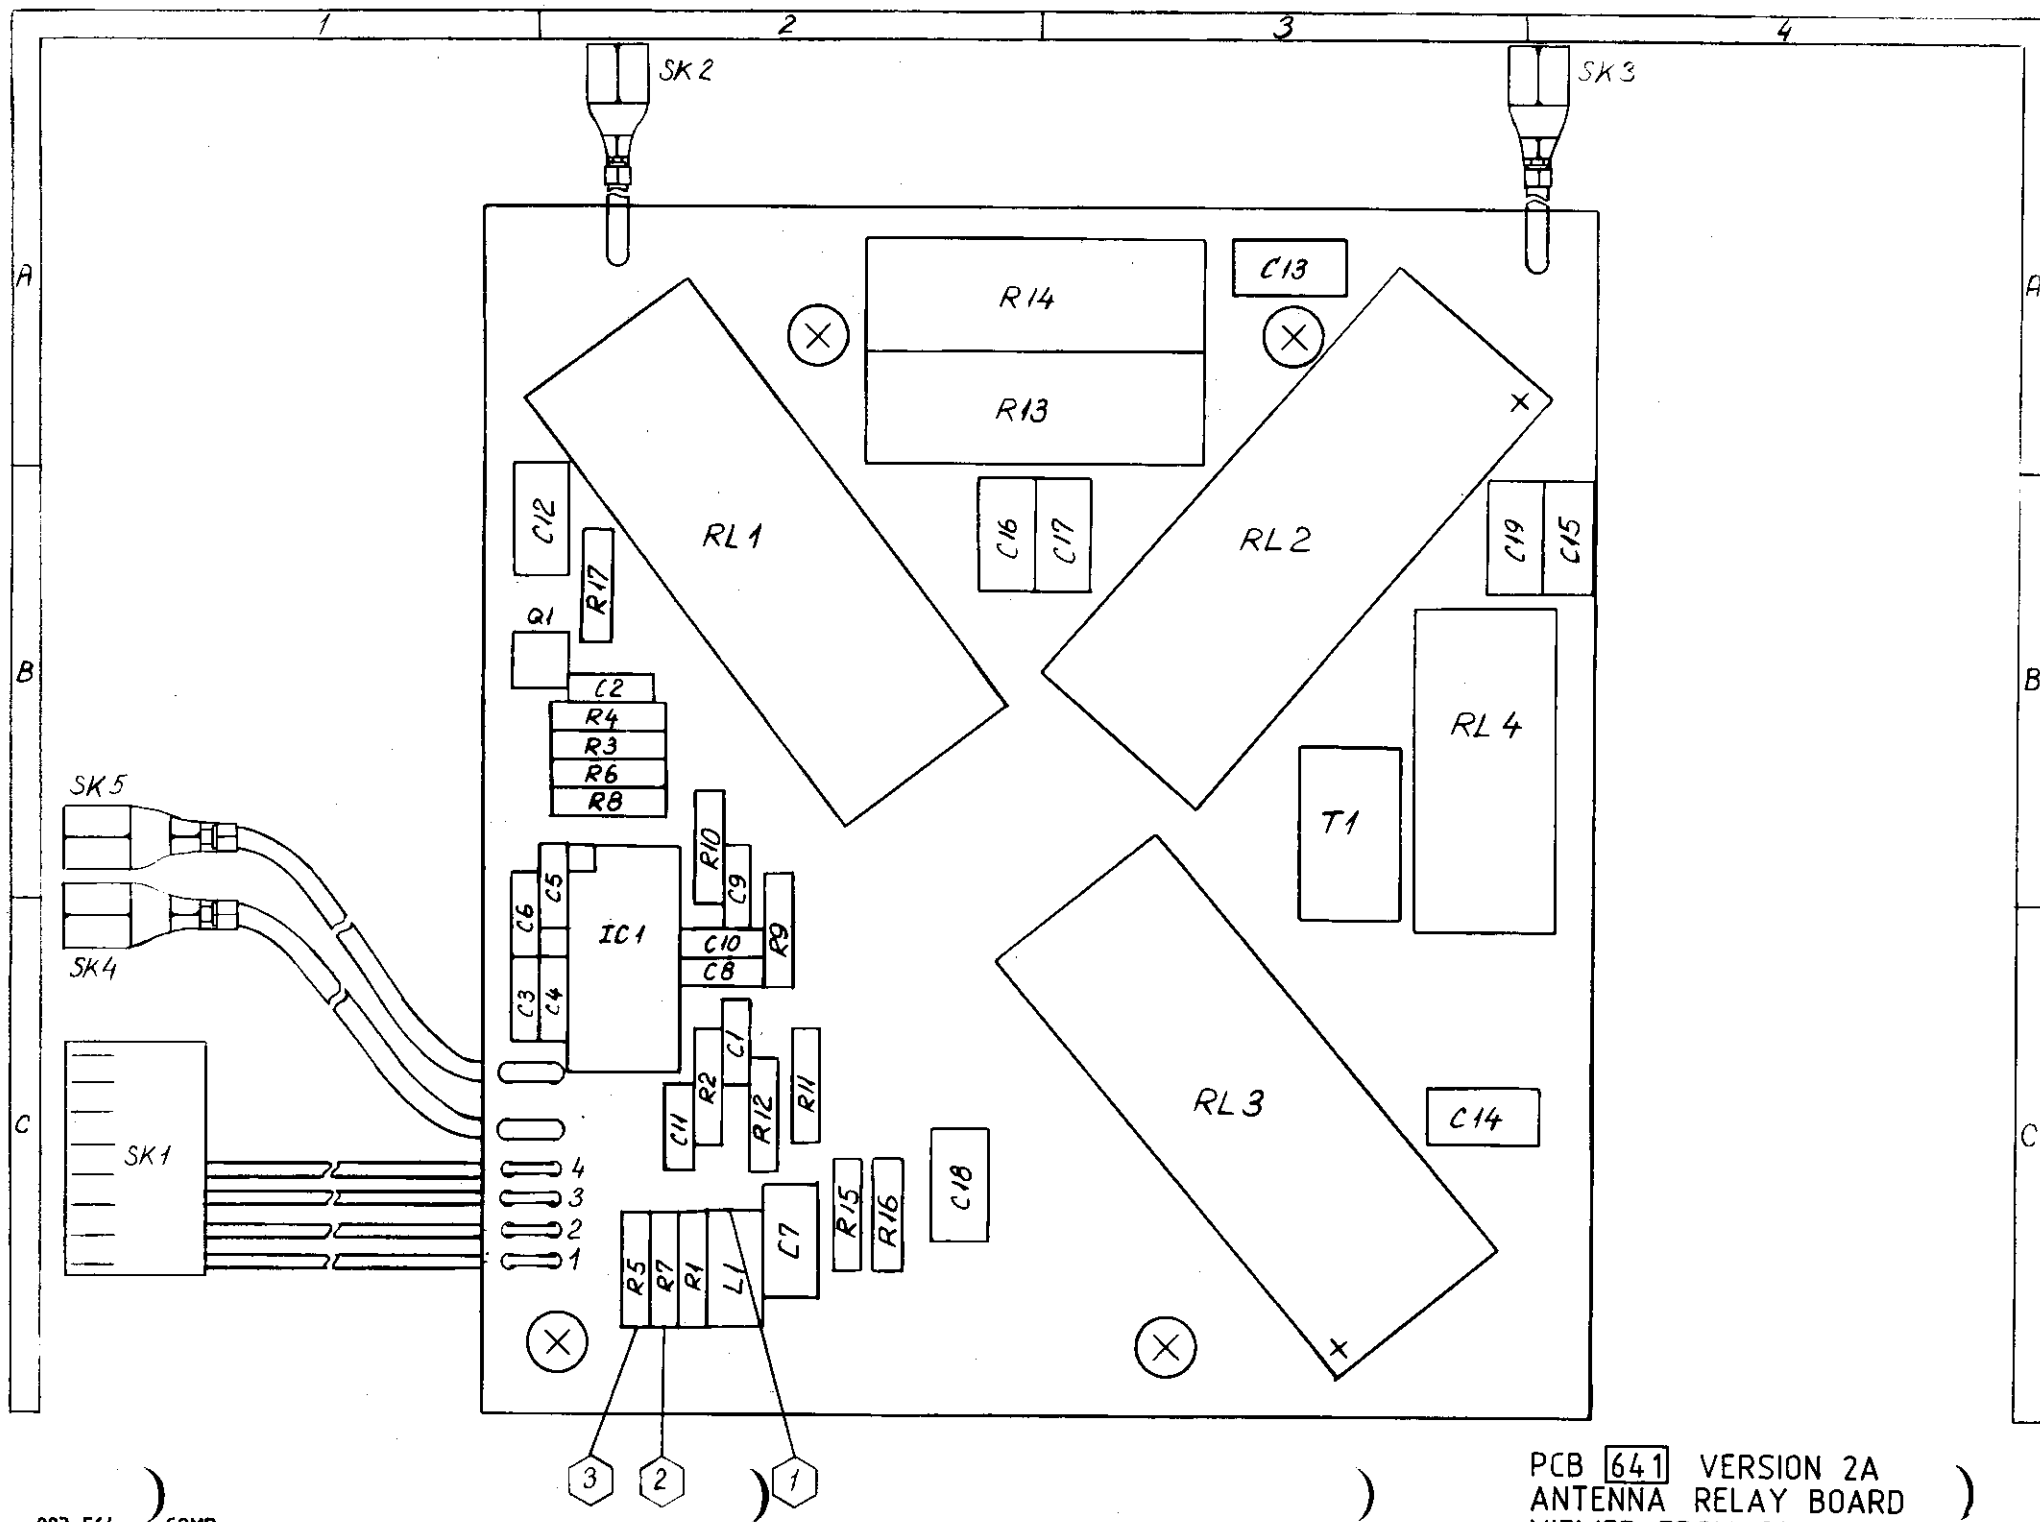 1 2 3 4
SK2
SK3
A
A
C13
R14
R13
C12
RL1
C16
C17
RL2
C19
C15
R17
Q1
B
B
C2
R4
R3
R6
R8
RL4
T1
SK5
R10
C9
C5
C6
IC1
C10
C8
R9
SK4
C3
C4
C1
R2
R11
R12
C11
RL3
C14
C
C
SK1
4
3
2
1
R15
R16
C18
C7
R5
R7
R1
L1
3
2
1
PCB 641 VERSION 2A
ANTENNA RELAY BOARD